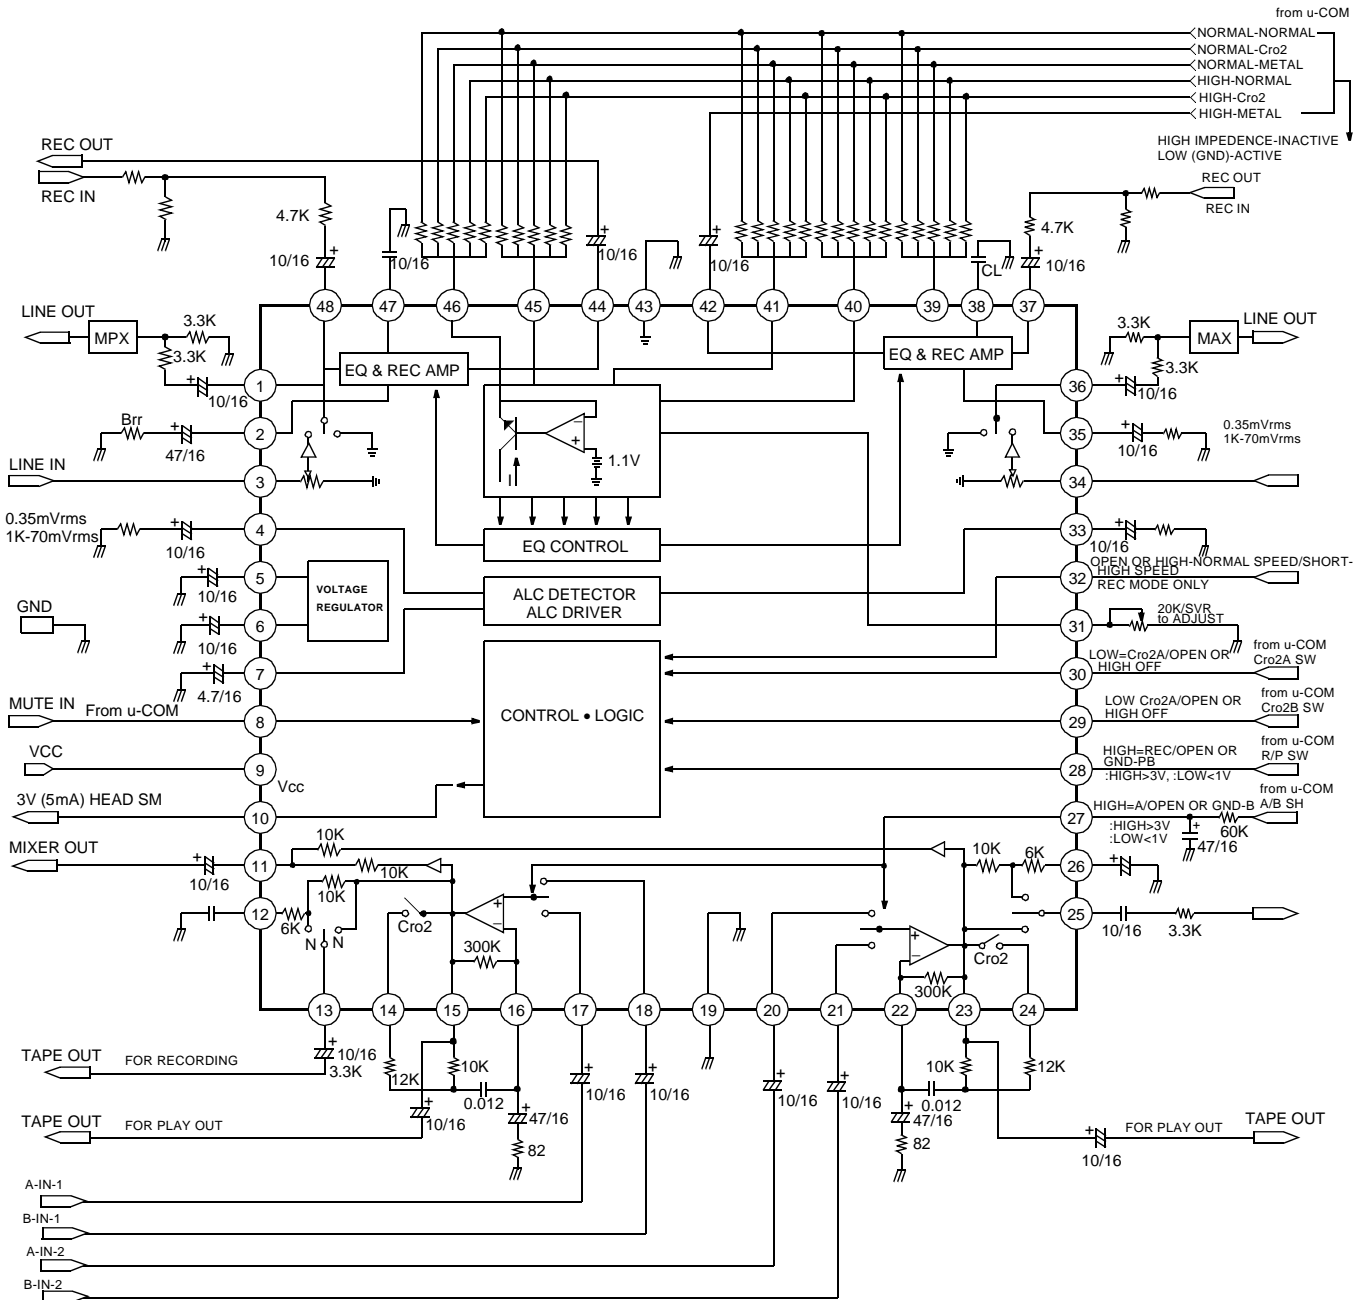 from u-COM
NORMAL-NORMAL
NORMAL-Cro2
NORMAL-METAL
HIGH-NORMAL
HIGH-Cro2
HIGH-METAL
HIGH IMPEDENCE-INACTIVE
LOW (GND)-ACTIVE
REC OUT
REC IN
REC OUT
REC IN
4.7K
4.7K
10/16
+
10/16
10/16
+
10/16
+
CL
10/16
+
48
47
46
45
44
43
42
41
40
39
38
37
LINE OUT
MPX
3.3K
3.3K
+
10/16
1
EQ & REC AMP
EQ & REC AMP
3.3K
MAX
LINE OUT
3.3K
+
10/16
36
Brr
+
47/16
2
−
+
1.1V
I
35
+
10/16
0.35mVrms
1K-70mVrms
LINE IN
3
34
0.35mVrms
1K-70mVrms
+
10/16
4
EQ CONTROL
33
+
10/16
+
10/16
5
VOLTAGE
REGULATOR
ALC DETECTOR
ALC DRIVER
32
OPEN OR HIGH-NORMAL SPEED/SHORT-
HIGH SPEED
REC MODE ONLY
GND
+
10/16
6
31
20K/SVR
to ADJUST
+
4.7/16
7
30
LOW=Cro2A/OPEN OR
HIGH OFF
from u-COM
Cro2A SW
MUTE IN
From u-COM
8
CONTROL • LOGIC
29
LOW Cro2A/OPEN OR
HIGH OFF
from u-COM
Cro2B SW
VCC
9
Vcc
28
HIGH=REC/OPEN OR
GND-PB
:HIGH>3V, :LOW<1V
from u-COM
R/P SW
3V (5mA) HEAD SM
10
27
HIGH=A/OPEN OR GND-B
:HIGH>3V
:LOW<1V
from u-COM
A/B SH
60K
+
47/16
MIXER OUT
+
10/16
11
10K
10K
10K
10K
6K
26
+
12
6K
N
N
Cro2
+
−
300K
+
−
300K
Cro2
25
10/16
3.3K
13
14
15
16
17
18
19
20
21
22
23
24
TAPE OUT
FOR RECORDING
+
10/16
3.3K
12K
10K
0.012
+
10/16
+
47/16
82
+
10/16
+
10/16
+
10/16
+
10/16
10K
0.012
12K
+
47/16
82
TAPE OUT
FOR PLAY OUT
+
10/16
FOR PLAY OUT
TAPE OUT
A-IN-1
B-IN-1
A-IN-2
B-IN-2